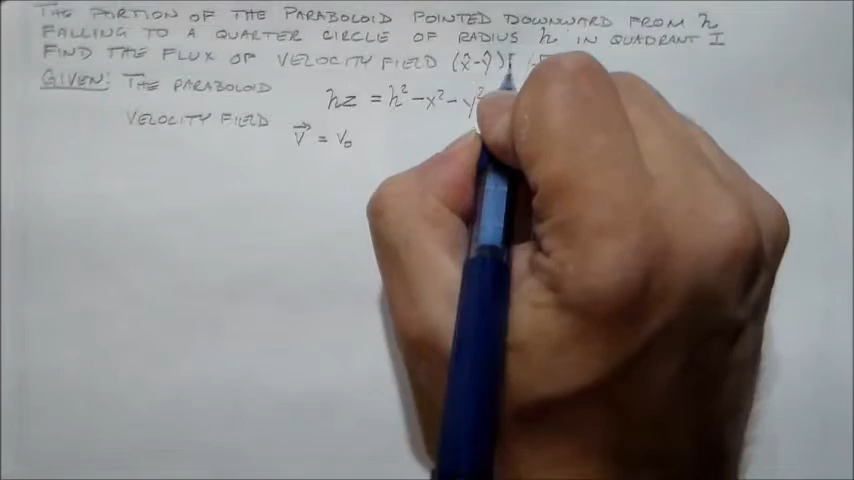 THE PORTION OF THE PARABOLOID POINTED DOWNWARD FROM h
FALLING TO A QUARTER CIRCLE OF RADIUS h IN QUADRANT I
FIND THE FLUX OF VELOCITY FIELD (x̂-ŷ)
GIVEN: THE PARABOLOID
hz = h² - x² - y²
VELOCITY FIELD
V⃗ = V₀